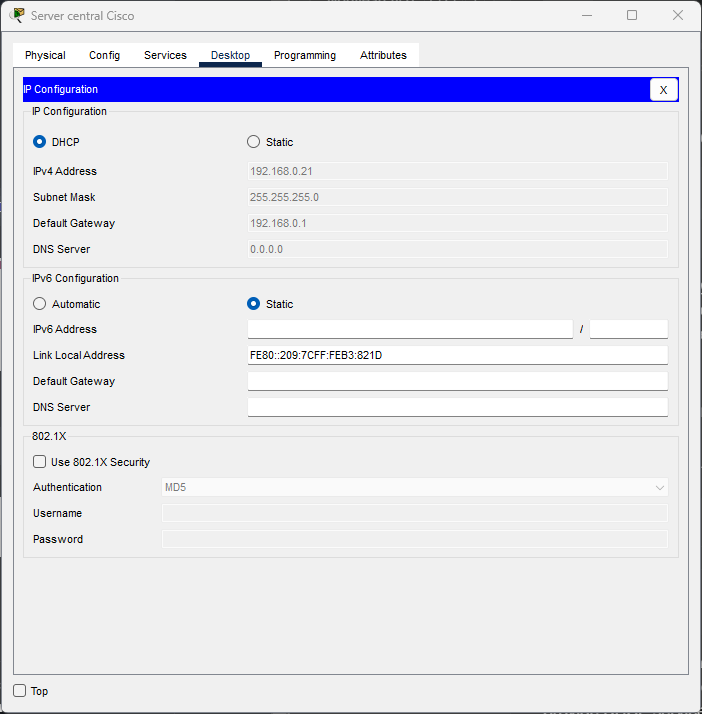 Server central Cisco
Physical Config Services Desktop Programming Attributes
IP Configuration X
IP Configuration
DHCP Static
IPv4 Address 192.168.0.21
Subnet Mask 255.255.255.0
Default Gateway 192.168.0.1
DNS Server 0.0.0.0
IPv6 Configuration
Automatic Static
IPv6 Address /
Link Local Address FE80::209:7CFF:FEB3:821D
Default Gateway
DNS Server
802.1X
Use 802.1X Security
Authentication MD5
Username
Password
Top